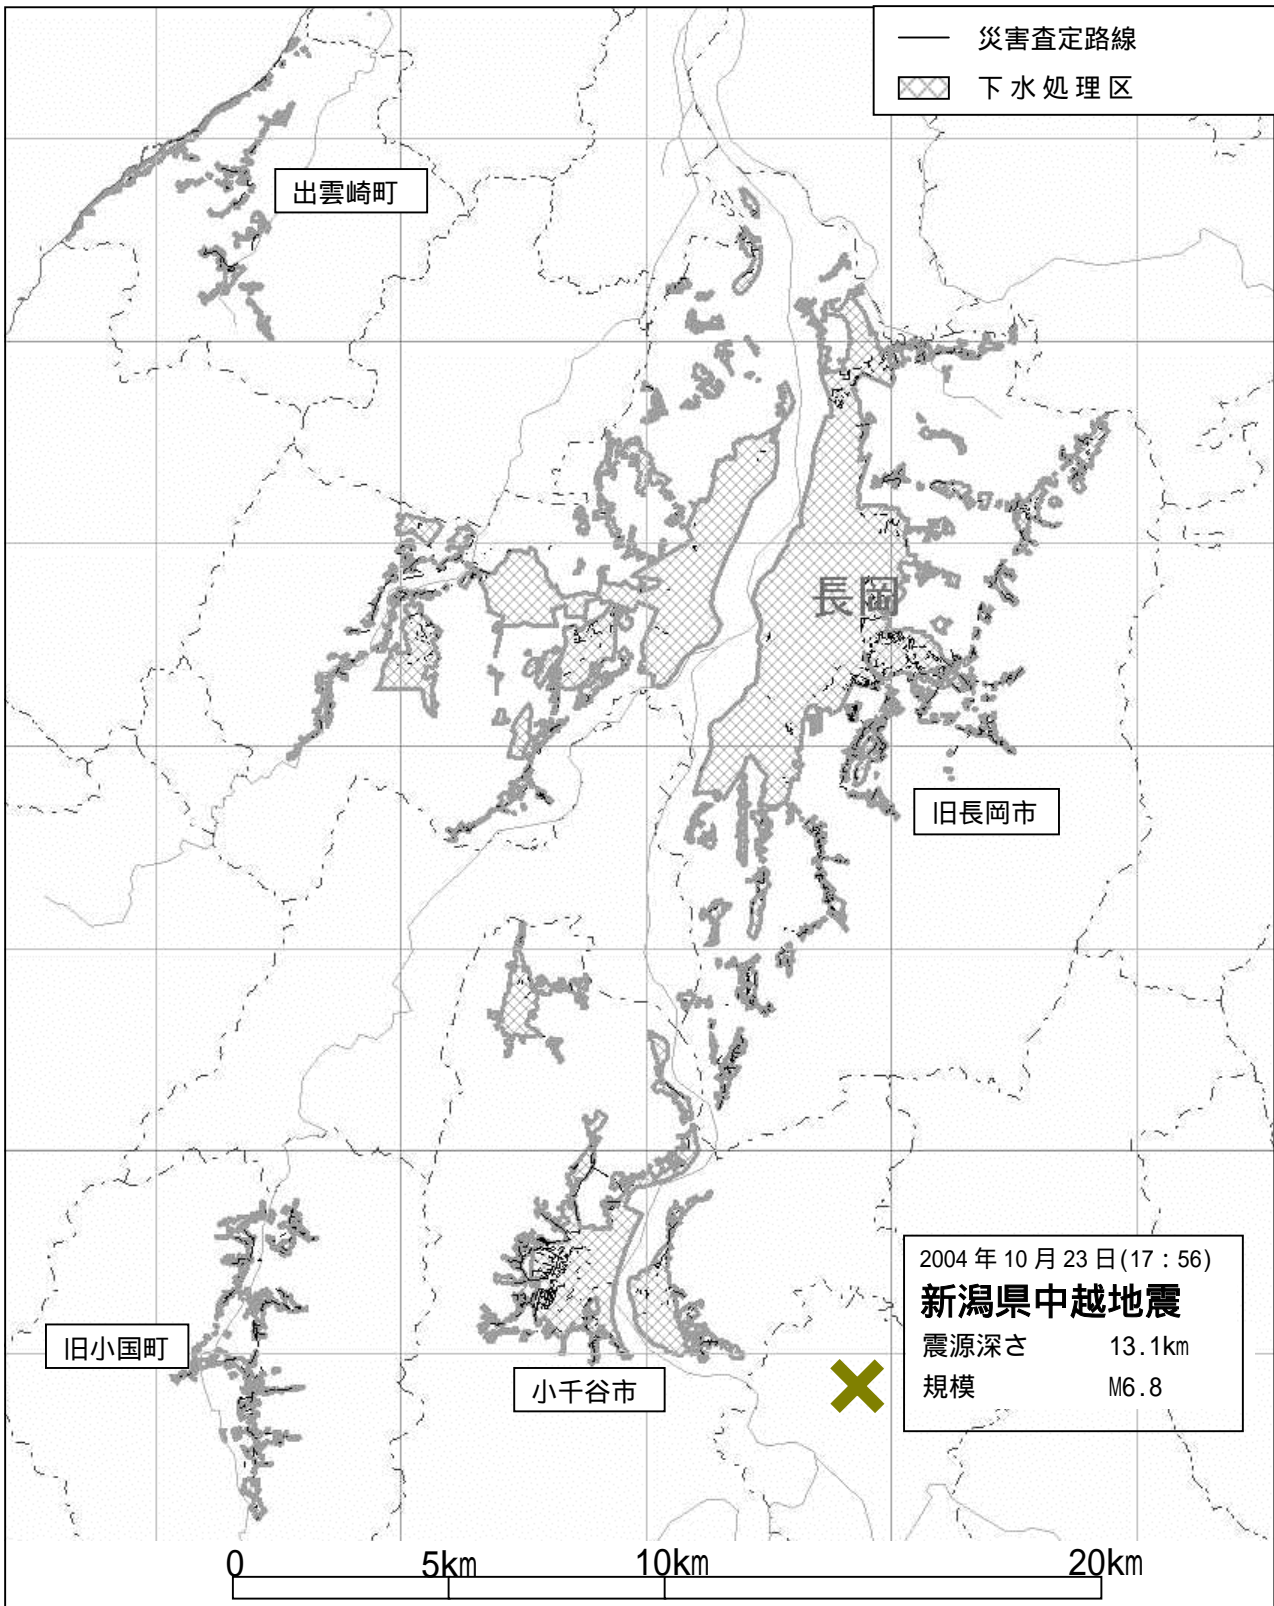 災害査定路線
下水処理区
出雲崎町
長岡
旧長岡市
2004年10月23日(17：56)
新潟県中越地震
震源深さ 13.1km
規模 M6.8
旧小国町
小千谷市
0 5km 10km 20km